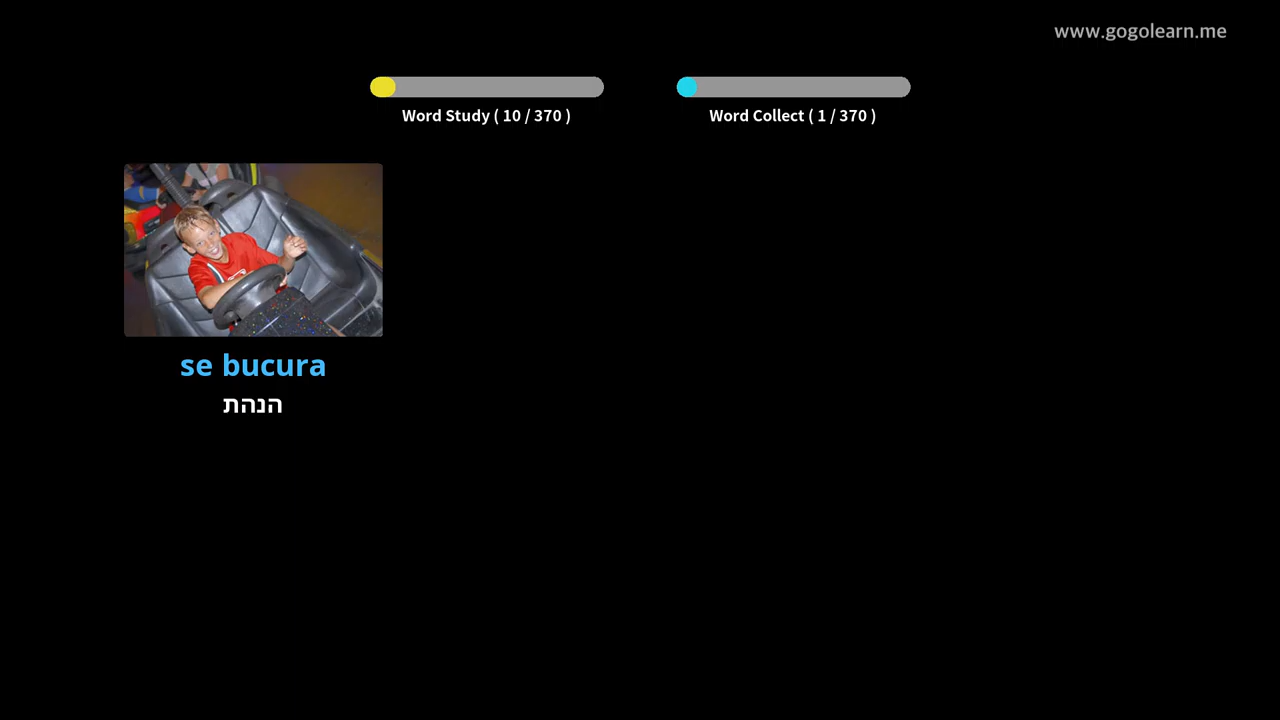 www.gogolearn.me
Word Study ( 10 / 370 )
Word Collect ( 1 / 370 )
se bucura
הנהת